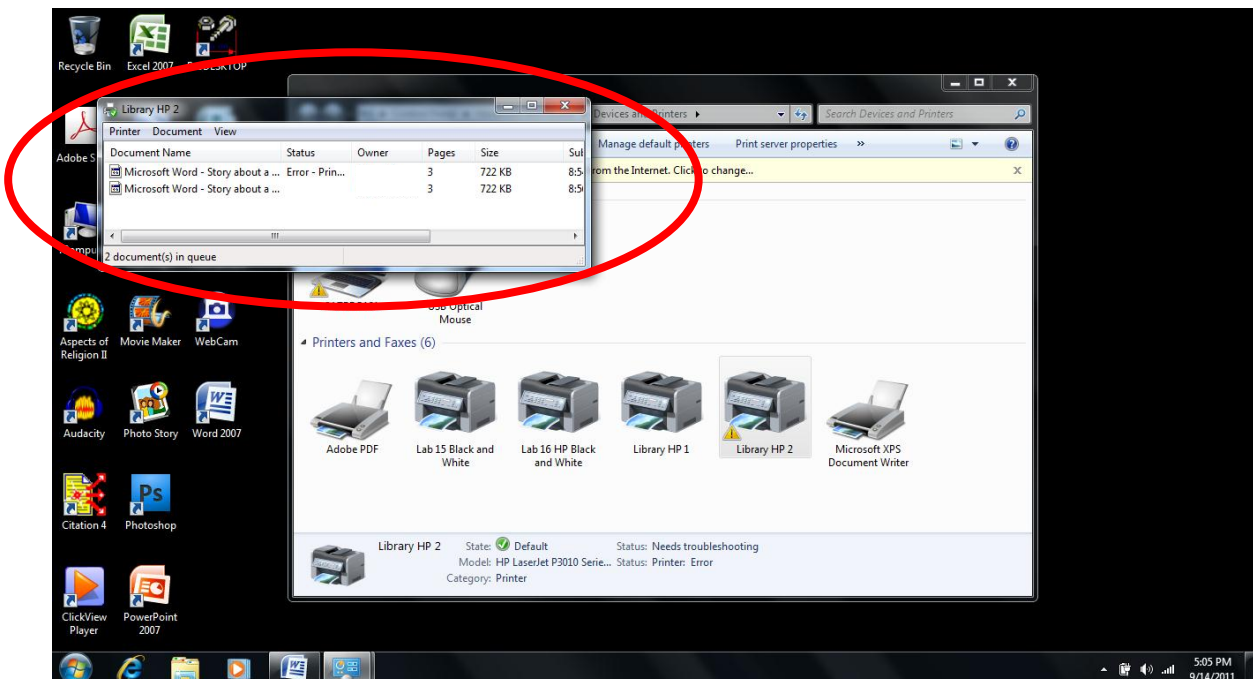 Recycle Bin
Excel 2007
Library HP 2
Printer Document View
Document Name Status Owner Pages Size
Microsoft Word - Story about a ... Error - Prin... 3 722 KB
Microsoft Word - Story about a ... 3 722 KB
2 document(s) in queue
Devices and Printers
Search Devices and Printers
Manage default printers Print server properties »
from the Internet. Click to change...
Adobe S
USB Optical
Mouse
Printers and Faxes (6)
Adobe PDF
Lab 15 Black and
White
Lab 16 HP Black
and White
Library HP 1
Library HP 2
Microsoft XPS
Document Writer
Library HP 2 State: Default Status: Needs troubleshooting
Model: HP LaserJet P3010 Serie... Status: Printer: Error
Category: Printer
Aspects of
Religion II
Movie Maker
WebCam
Audacity
Photo Story
Word 2007
Citation 4
Photoshop
Ps
ClickView
Player
PowerPoint
2007
5:05 PM
9/14/2011